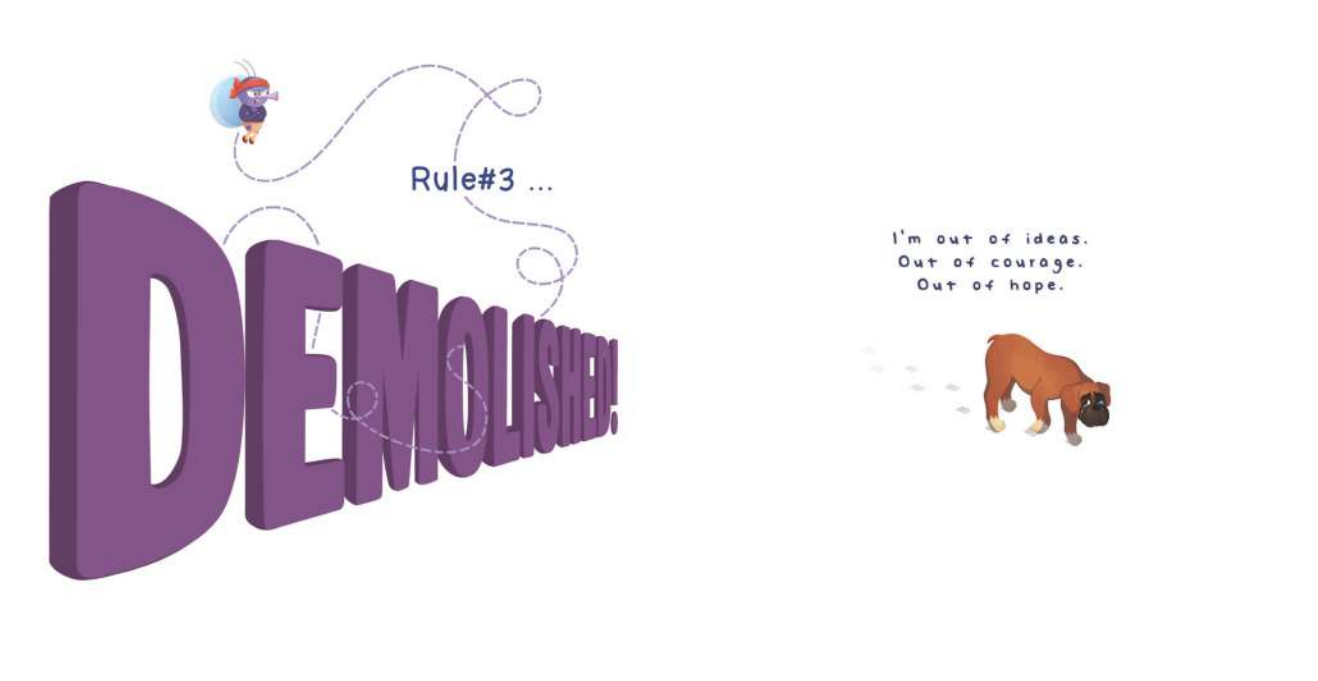 Rule#3 ...
DEMOLISHED!
I'm out of ideas.
Out of courage.
Out of hope.